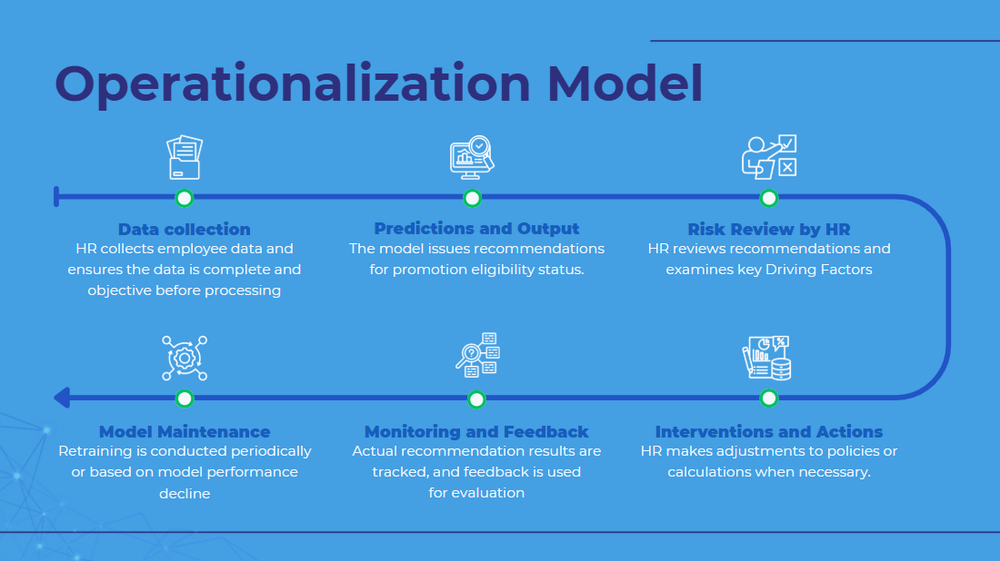 Operationalization Model
Data collection
HR collects employee data and
ensures the data is complete and
objective before processing
Predictions and Output
The model issues recommendations
for promotion eligibility status.
Risk Review by HR
HR reviews recommendations and
examines key Driving Factors
Interventions and Actions
HR makes adjustments to policies or
calculations when necessary.
Monitoring and Feedback
Actual recommendation results are
tracked, and feedback is used
for evaluation
Model Maintenance
Retraining is conducted periodically
or based on model performance
decline